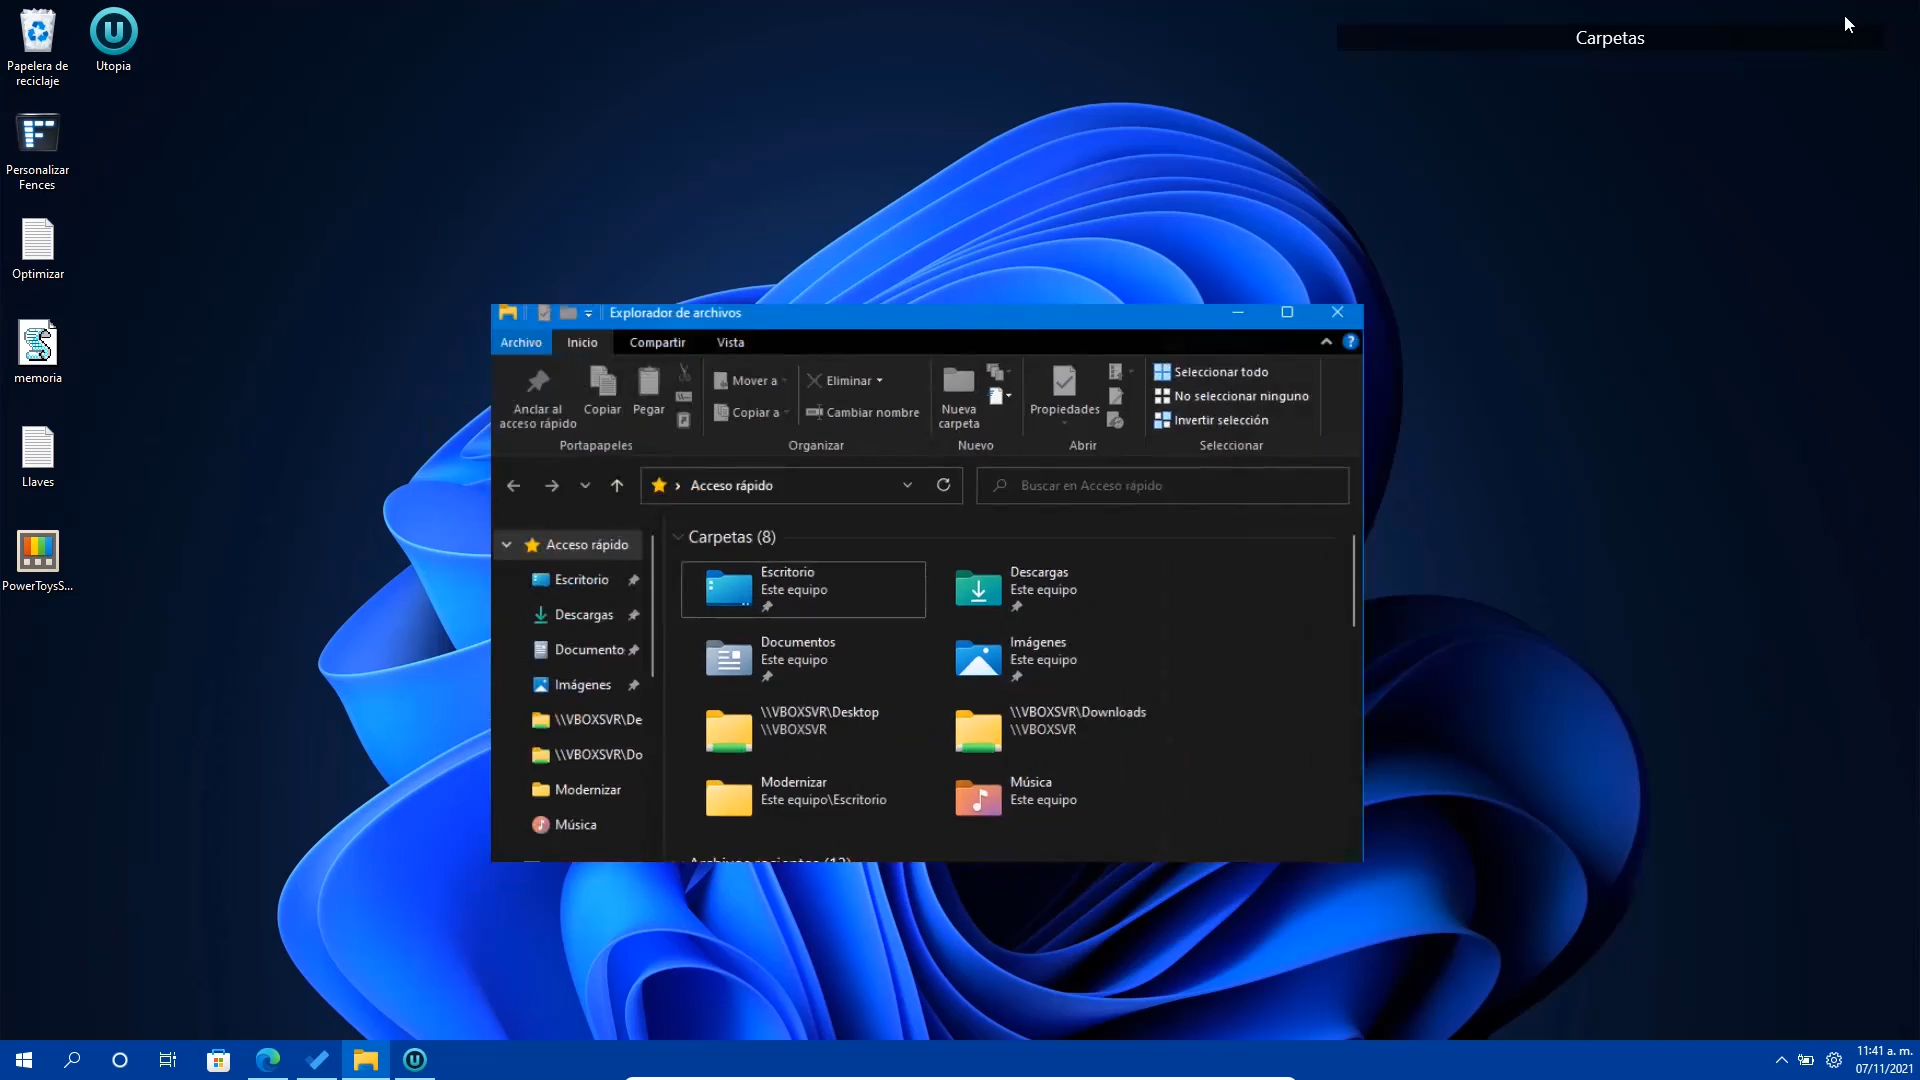 Papelera de
reciclaje
Utopia
Personalizar
Fences
Optimizar
memoria
Llaves
PowerToysS...
Carpetas
Explorador de archivos
Archivo
Inicio
Compartir
Vista
Anclar al
acceso rápido
Copiar
Pegar
Portapapeles
Mover a
Copiar a
Eliminar
Cambiar nombre
Organizar
Nueva
carpeta
Nuevo
Propiedades
Abrir
Seleccionar todo
No seleccionar ninguno
Invertir selección
Seleccionar
Acceso rápido
Buscar en Acceso rápido
Acceso rápido
Escritorio
Descargas
Documento
Imágenes
\\VBOXSVR\De
\\VBOXSVR\Do
Modernizar
Música
Carpetas (8)
Escritorio
Este equipo
Descargas
Este equipo
Documentos
Este equipo
Imágenes
Este equipo
\\VBOXSVR\Desktop
\\VBOXSVR
\\VBOXSVR\Downloads
\\VBOXSVR
Modernizar
Este equipo\Escritorio
Música
Este equipo
11:41 a. m.
07/11/2021